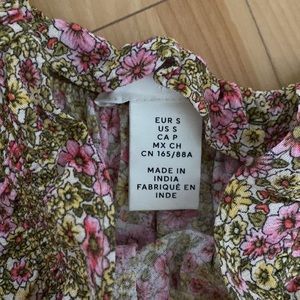 EUR S
US S
CA P
MX CH
CN 165/88A
MADE IN
INDIA
FABRIQUÉ EN
INDE